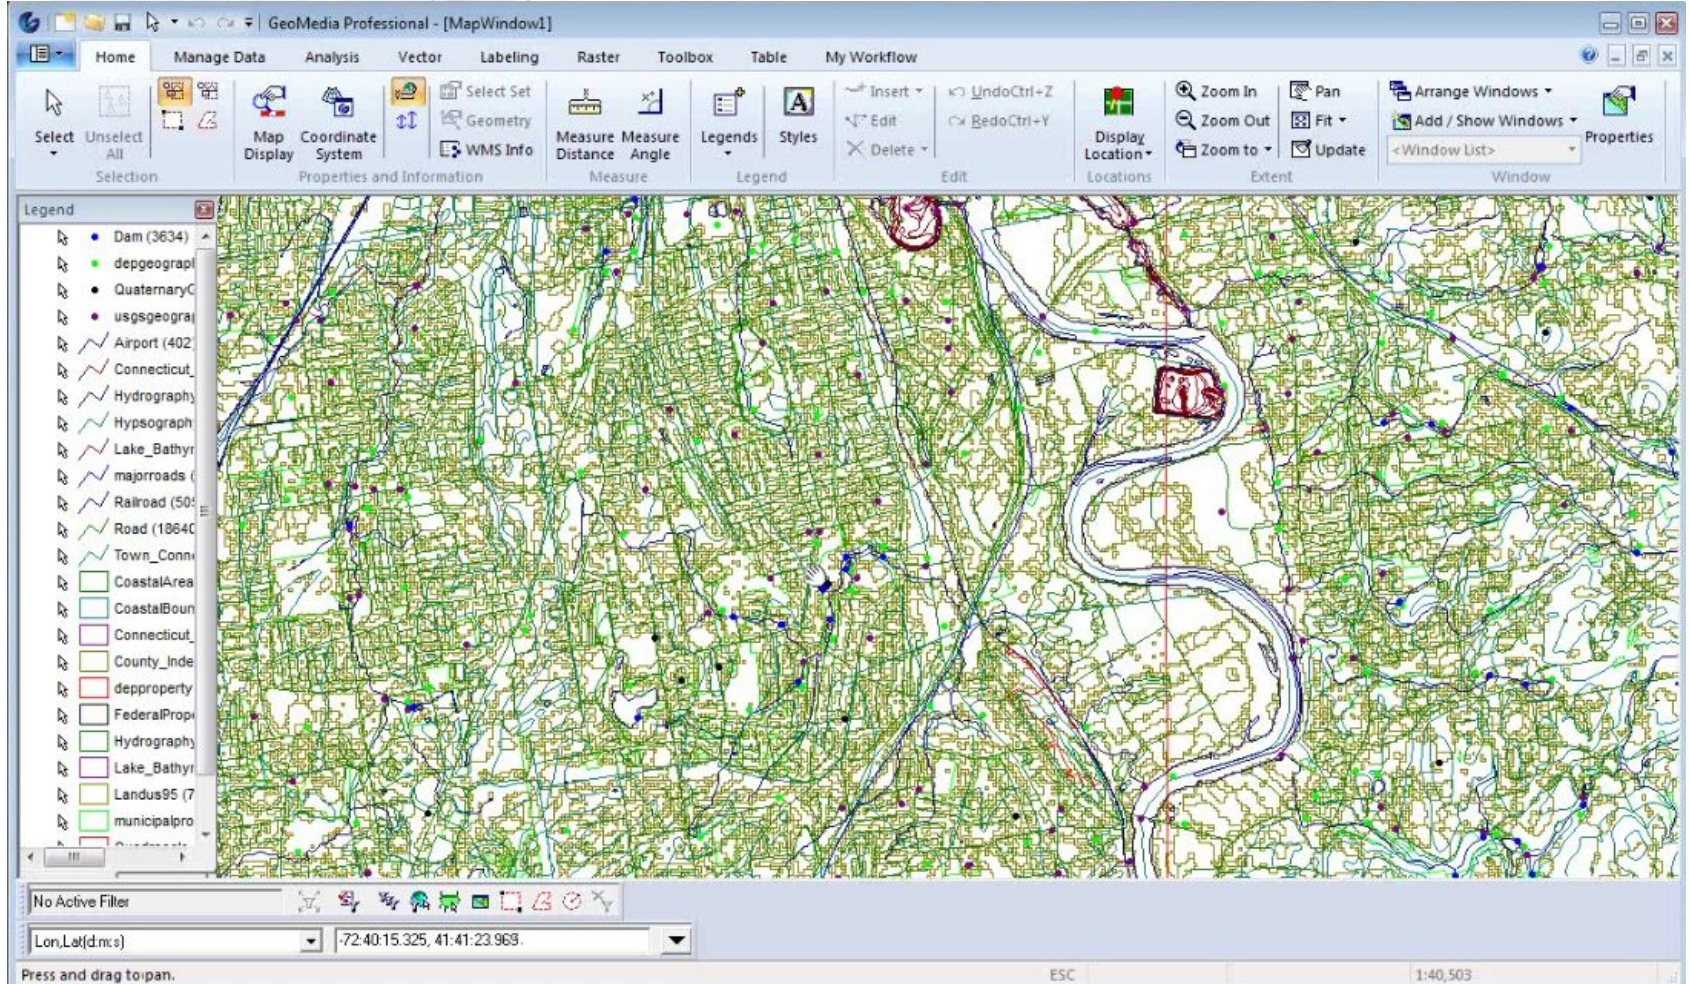 GeoMedia Professional - [MapWindow1]
Home Manage Data Analysis Vector Labeling Raster Toolbox Table My Workflow
Select
Unselect All
Selection
Map Display
Coordinate System
Select Set
Geometry
WMS Info
Properties and Information
Measure Distance
Measure Angle
Measure
Legends
Styles
Legend
Insert
Edit
Delete
UndoCtrl+Z
RedoCtrl+Y
Edit
Display Location
Locations
Zoom In
Zoom Out
Zoom to
Pan
Fit
Update
Extent
Arrange Windows
Add / Show Windows
<Window List>
Properties
Window
Legend
Dam (3634)
depgeograpl
QuaternaryG
usgsgeograp
Airport (402
Connecticut_
Hydrography
Hypsograph
Lake_Bathyr
majorroads (
Railroad (505
Road (18640
Town_Conn
CoastalArea
CoastalBoun
Connecticut_
County_Inde
depproperty
FederalProp
Hydrography
Lake_Bathyr
Landus95 (7
municipalpro
No Active Filter
Lon,Lat(d:m:s) -72:40:15.325, 41:41:23.969
Press and drag to pan. ESC 1:40,503